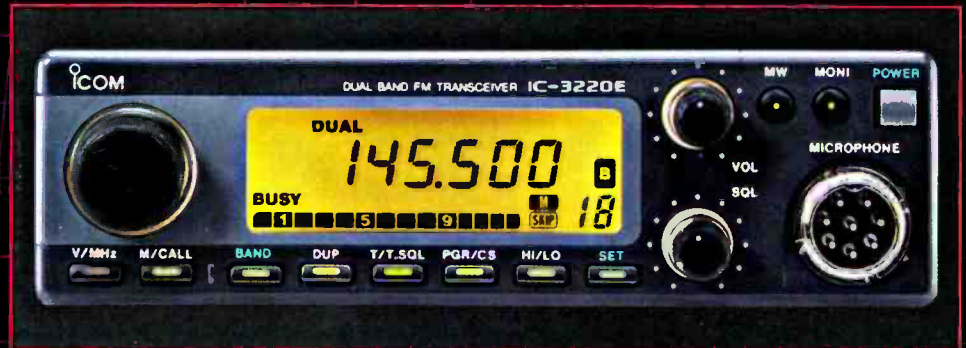 ICOM
DUAL BAND FM TRANSCEIVER IC-3220E
MW MONI POWER
DUAL
145.500 B
BUSY
1 5 9
M
SKIP
18
MICROPHONE
VOL
SQL
V/MHz M/CALL BAND DUP T/T.SQL PGR/CS HI/LO SET